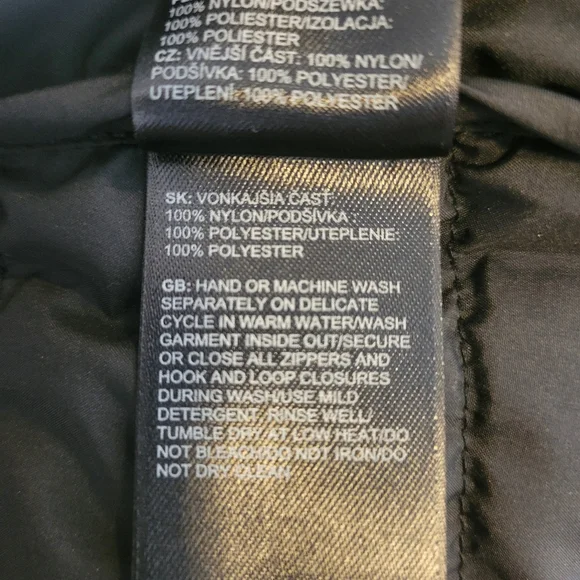 100% NYLON/PODSZEWKA:
100% POLIESTER/IZOLACJA:
100% POLIESTER
CZ: VNĚJŠÍ ČÁST: 100% NYLON/
PODŠÍVKA: 100% POLYESTER/
UTEPLENÍ: 100% POLYESTER
SK: VONKAJŠIA ČASŤ:
100% NYLON/PODŠÍVKA :
100% POLYESTER/UTEPLENIE:
100% POLYESTER
GB: HAND OR MACHINE WASH
SEPARATELY ON DELICATE
CYCLE IN WARM WATER/WASH
GARMENT INSIDE OUT/SECURE
OR CLOSE ALL ZIPPERS AND
HOOK AND LOOP CLOSURES
DURING WASH/USE MILD
DETERGENT, RINSE WELL/
TUMBLE DRY AT LOW HEAT/DO
NOT BLEACH/DO NOT IRON/DO
NOT DRY CLEAN